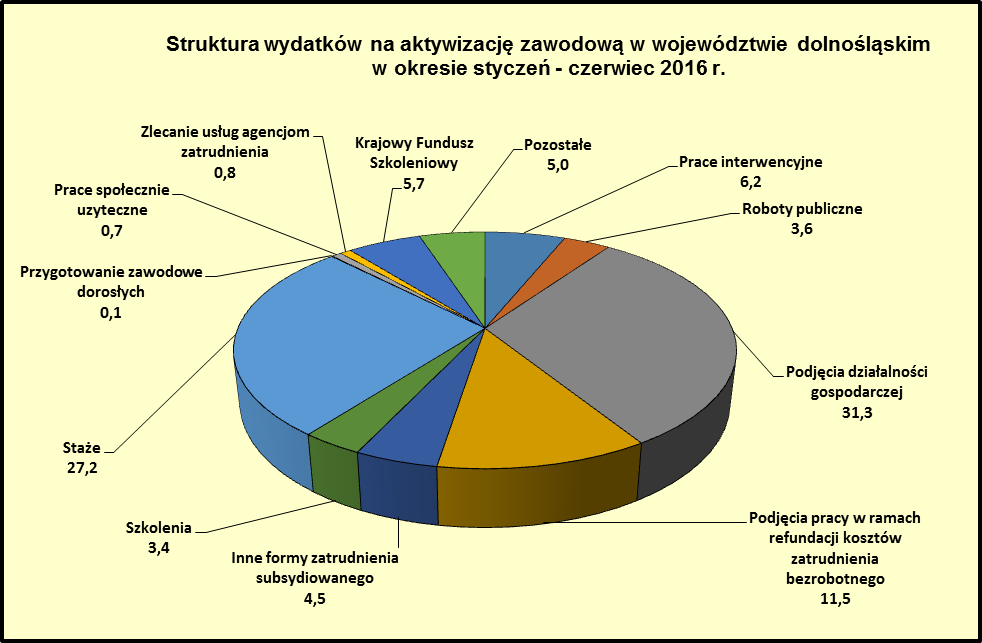 Struktura wydatków na aktywizację zawodową w województwie dolnośląskim
w okresie styczeń - czerwiec 2016 r.
Zlecanie usług agencjom
zatrudnienia
0,8
Krajowy Fundusz
Szkoleniowy
5,7
Pozostałe
5,0
Prace interwencyjne
6,2
Prace społecznie
uzyteczne
0,7
Roboty publiczne
3,6
Przygotowanie zawodowe
dorosłych
0,1
Podjęcia działalności
gospodarczej
31,3
Staże
27,2
Szkolenia
3,4
Inne formy zatrudnienia
subsydiowanego
4,5
Podjęcia pracy w ramach
refundacji kosztów
zatrudnienia
bezrobotnego
11,5